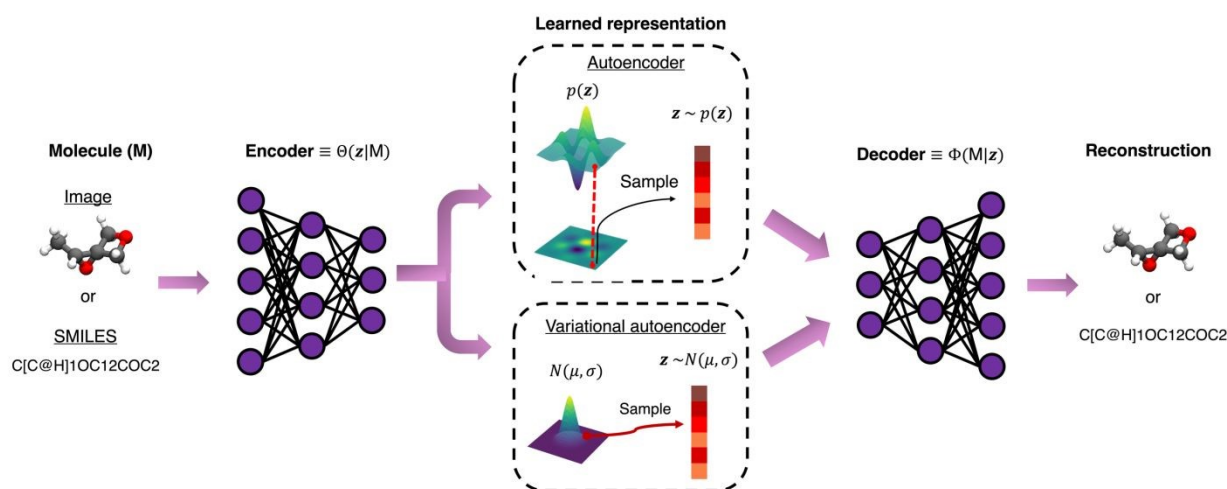 Learned representation
Molecule (M)
Image
or
SMILES
C[C@H]1OC12COC2
Encoder ≡ Θ(z|M)
Autoencoder
p(z)
z ~ p(z)
Sample
Variational autoencoder
N(μ, σ)
z ~N(μ, σ)
Sample
Decoder ≡ Φ(M|z)
Reconstruction
or
C[C@H]1OC12COC2